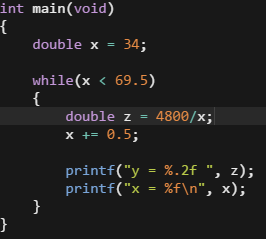 int main(void)
{
    double x = 34;

    while(x < 69.5)
    {
        double z = 4800/x;
        x += 0.5;

        printf("y = %.2f ", z);
        printf("x = %f\n", x);
    }
}